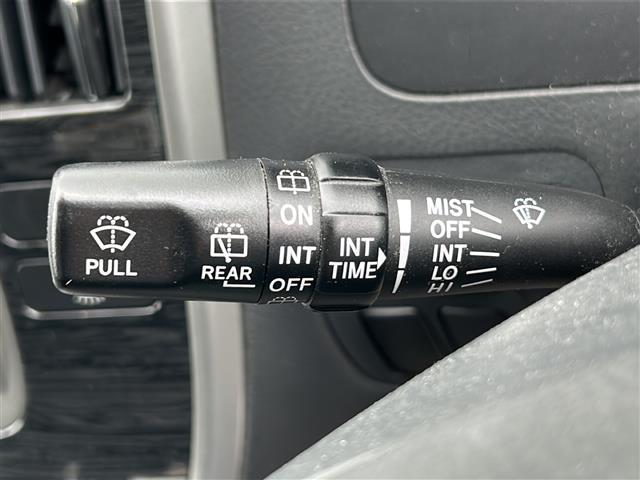 PULL
REAR
ON
INT
OFF
INT
TIME
MIST
OFF
INT
LO
HI